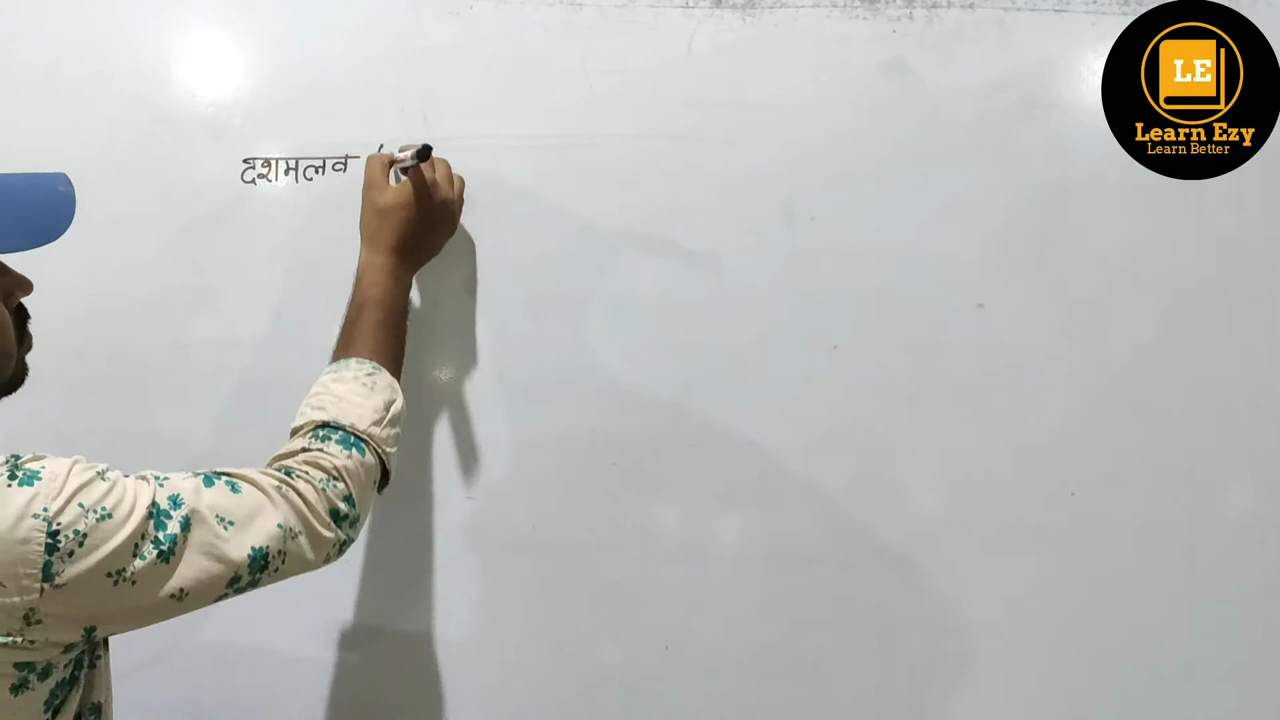 दशमलव
LE
Learn Ezy
Learn Better